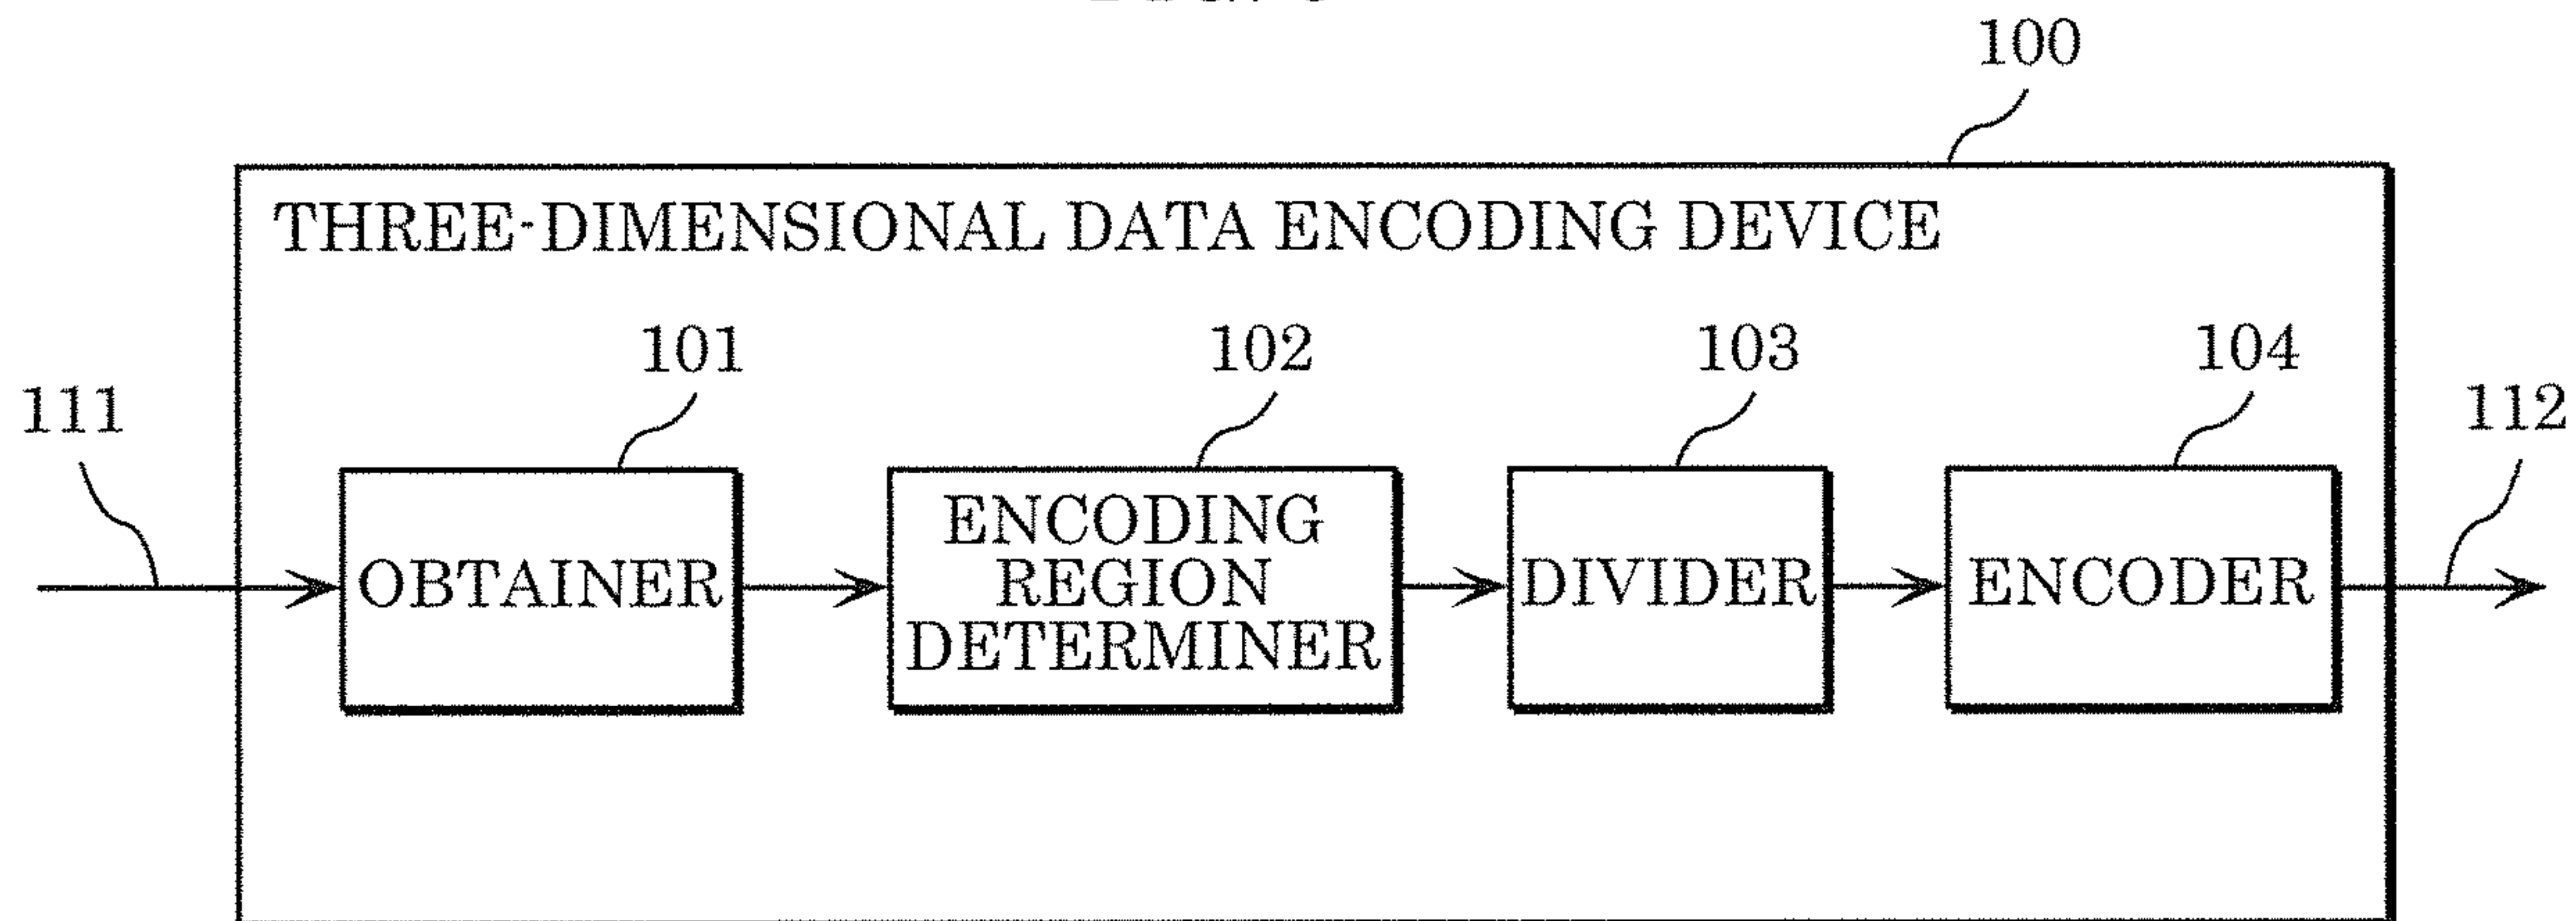 100
THREE-DIMENSIONAL DATA ENCODING DEVICE
101
102
103
104
111
112
OBTAINER
ENCODING
REGION
DETERMINER
DIVIDER
ENCODER